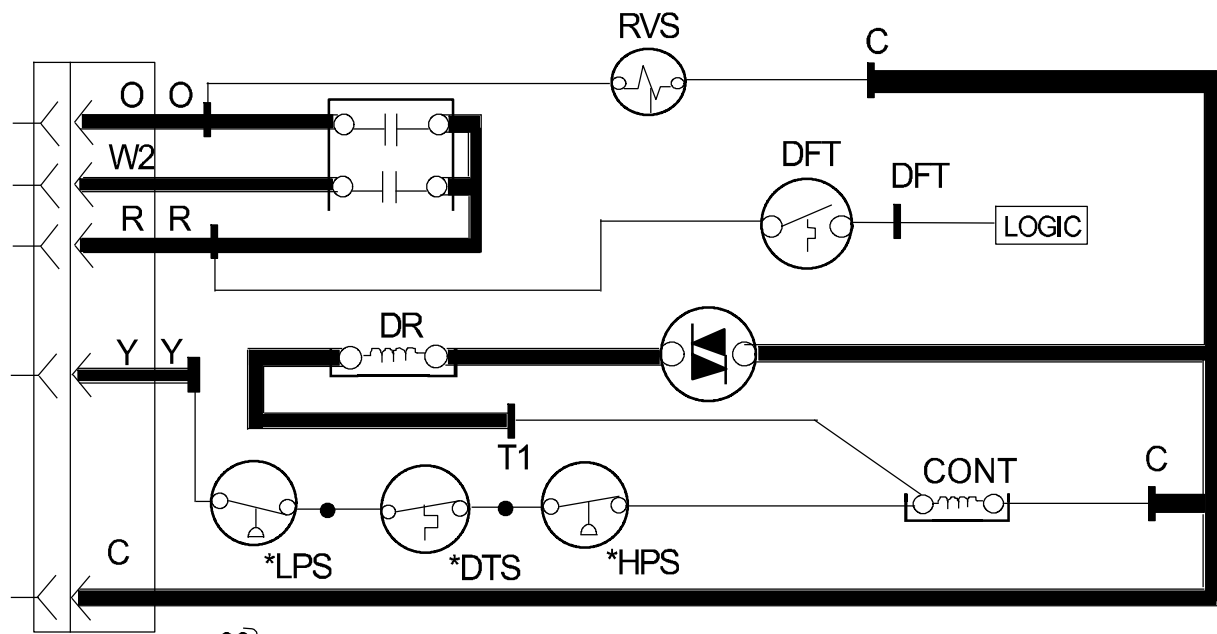 RVS
C
O O
W2
DFT
DFT
R R
LOGIC
DR
Y Y
T1
CONT
C
*LPS
*DTS
*HPS
C